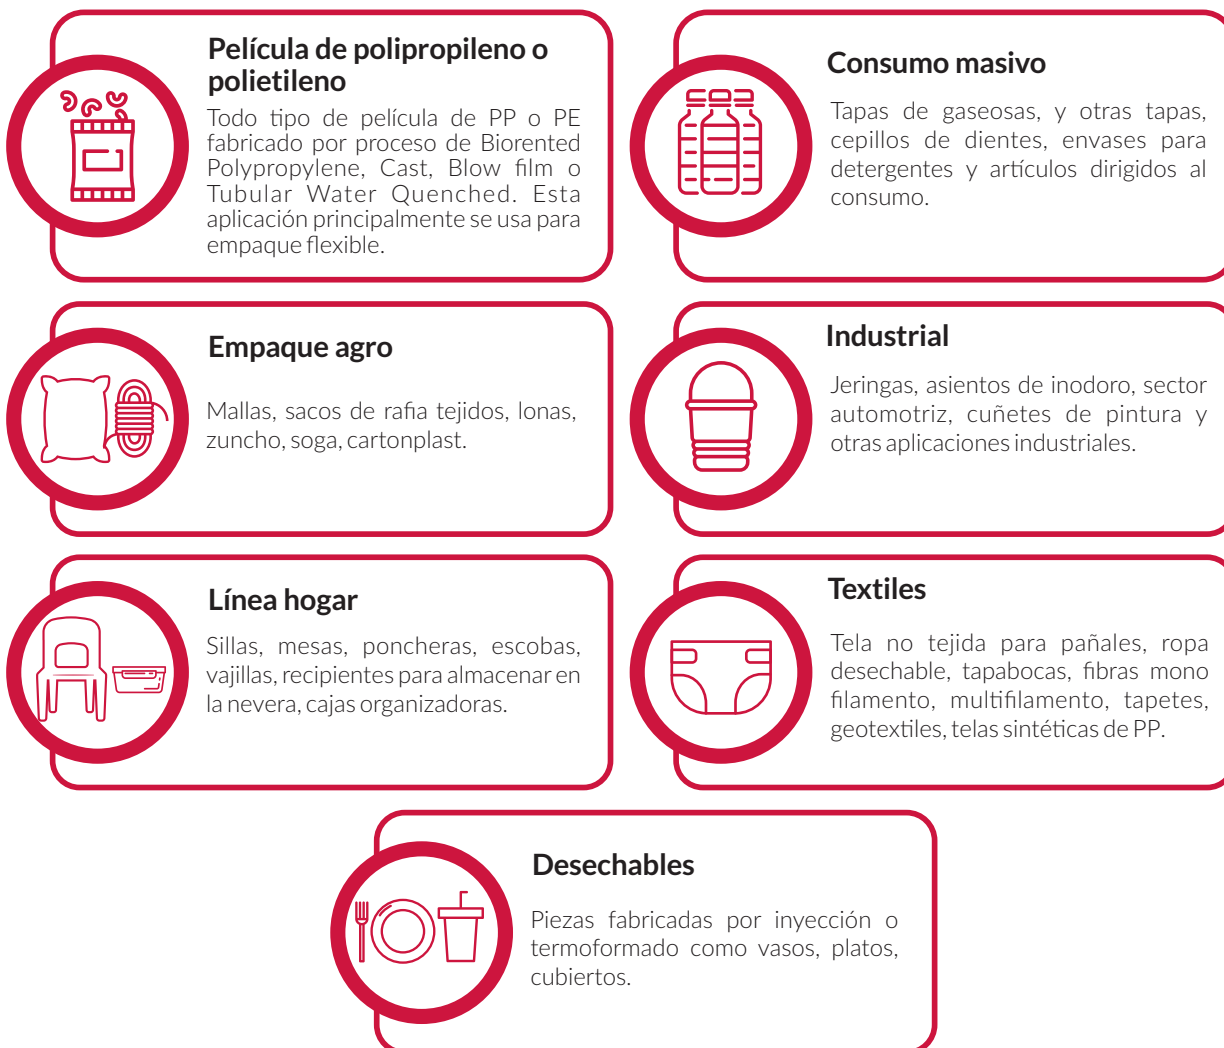 Película de polipropileno o
polietileno
Todo tipo de película de PP o PE
fabricado por proceso de Biorented
Polypropylene, Cast, Blow film o
Tubular Water Quenched. Esta
aplicación principalmente se usa para
empaque flexible.
Consumo masivo
Tapas de gaseosas, y otras tapas,
cepillos de dientes, envases para
detergentes y artículos dirigidos al
consumo.
Empaque agro
Mallas, sacos de rafia tejidos, lonas,
zuncho, soga, cartonplast.
Industrial
Jeringas, asientos de inodoro, sector
automotriz, cuñetes de pintura y
otras aplicaciones industriales.
Línea hogar
Sillas, mesas, poncheras, escobas,
vajillas, recipientes para almacenar en
la nevera, cajas organizadoras.
Textiles
Tela no tejida para pañales, ropa
desechable, tapabocas, fibras mono
filamento, multifilamento, tapetes,
geotextiles, telas sintéticas de PP.
Desechables
Piezas fabricadas por inyección o
termoformado como vasos, platos,
cubiertos.